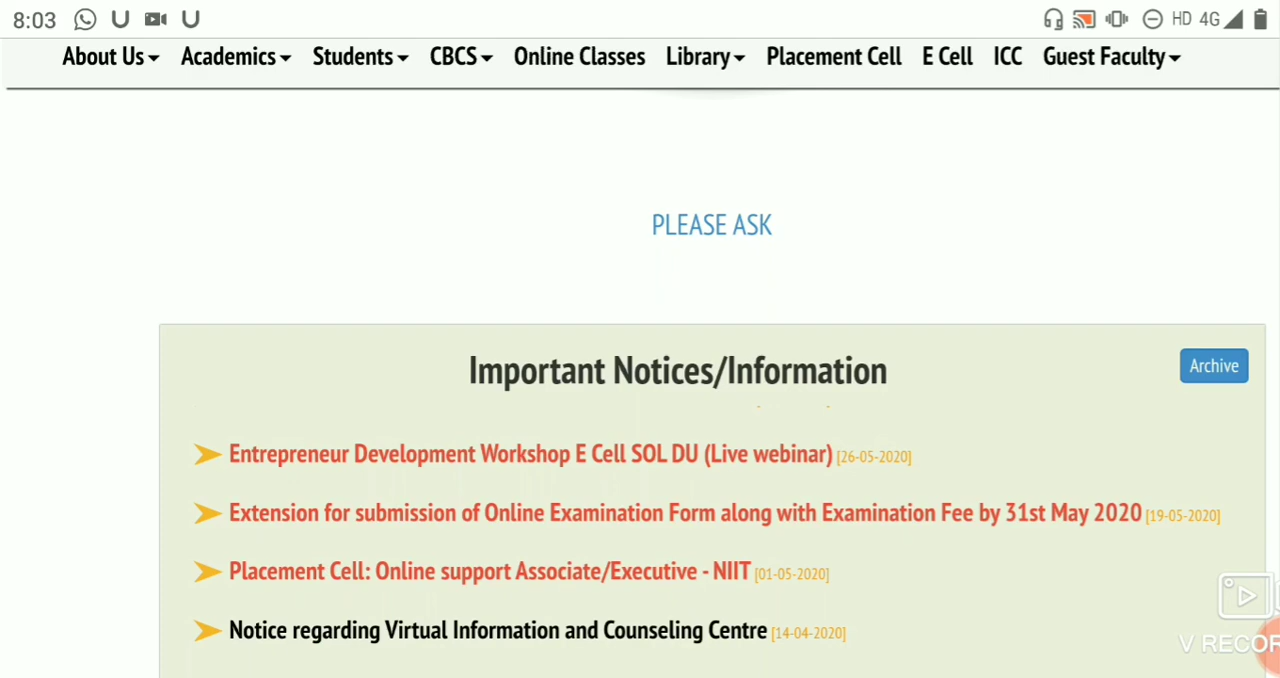 8:03 HD 4G
About Us Academics Students CBCS Online Classes Library Placement Cell E Cell ICC Guest Faculty
PLEASE ASK
Important Notices/Information
Archive
Entrepreneur Development Workshop E Cell SOL DU (Live webinar) [26-05-2020]
Extension for submission of Online Examination Form along with Examination Fee by 31st May 2020 [19-05-2020]
Placement Cell: Online support Associate/Executive - NIIT [01-05-2020]
Notice regarding Virtual Information and Counseling Centre [14-04-2020]
V RECOR